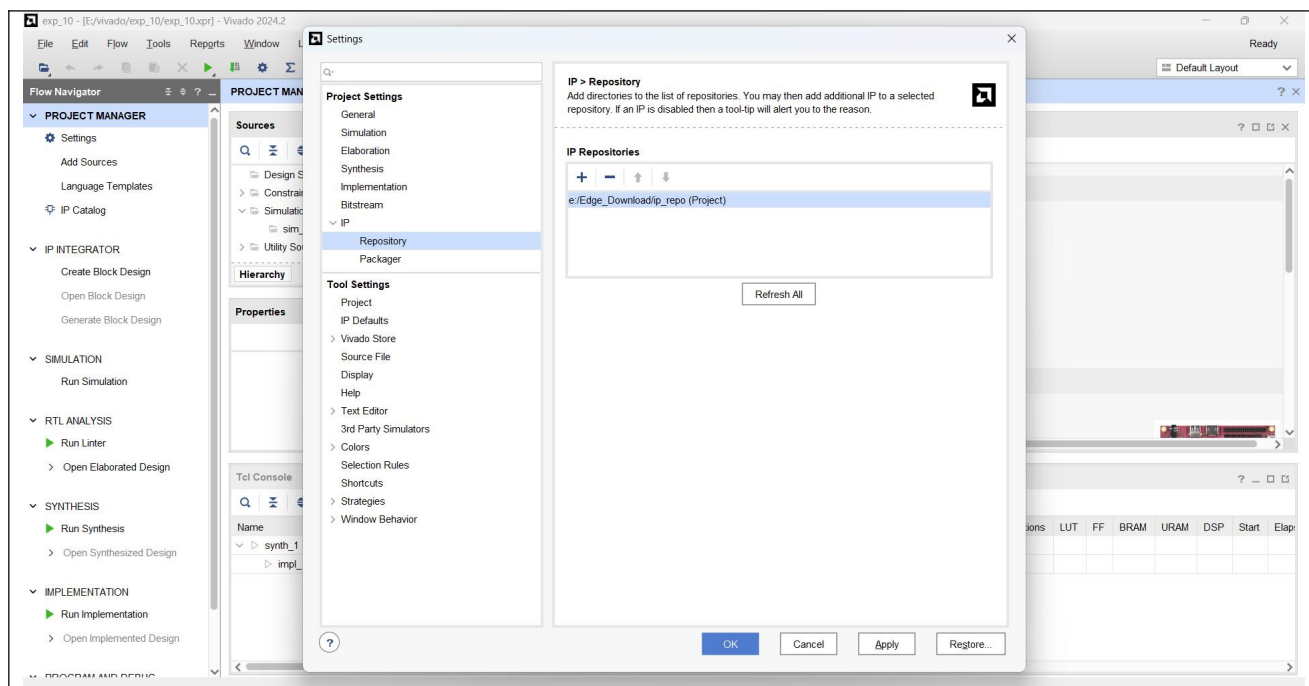 exp_10 - [E:/vivado/exp_10/exp_10.xpr] - Vivado 2024.2
File Edit Flow Tools Reports Window L
Ready
Default Layout
Flow Navigator
PROJECT MANAGER
Settings
Add Sources
Language Templates
IP Catalog
IP INTEGRATOR
Create Block Design
Open Block Design
Generate Block Design
SIMULATION
Run Simulation
RTL ANALYSIS
Run Linter
Open Elaborated Design
SYNTHESIS
Run Synthesis
Open Synthesized Design
IMPLEMENTATION
Run Implementation
Open Implemented Design
PROGRAM AND DEBUG
PROJECT MAN
Sources
Design S
Constrai
Simulatio
sim_
Utility So
Hierarchy
Properties
Tcl Console
Name
synth_1
impl_
Settings
Q-
Project Settings
General
Simulation
Elaboration
Synthesis
Implementation
Bitstream
IP
Repository
Packager
Tool Settings
Project
IP Defaults
Vivado Store
Source File
Display
Help
Text Editor
3rd Party Simulators
Colors
Selection Rules
Shortcuts
Strategies
Window Behavior
IP > Repository
Add directories to the list of repositories. You may then add additional IP to a selected
repository. If an IP is disabled then a tool-tip will alert you to the reason.
IP Repositories
e:/Edge_Download/ip_repo (Project)
Refresh All
OK Cancel Apply Restore...
tions LUT FF BRAM URAM DSP Start Elaps